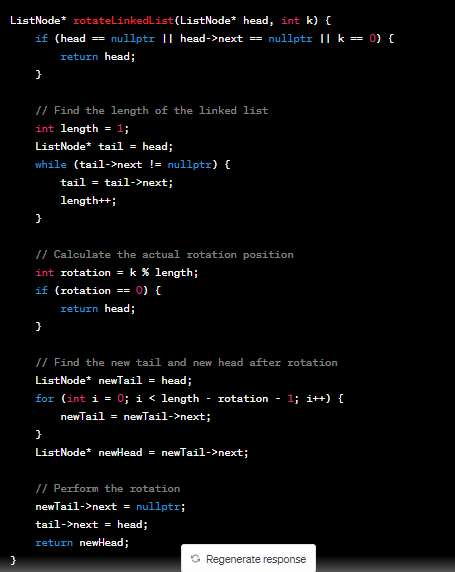 ListNode* rotateLinkedList(ListNode* head, int k) {
    if (head == nullptr || head->next == nullptr || k == 0) {
        return head;
    }

    // Find the length of the linked list
    int length = 1;
    ListNode* tail = head;
    while (tail->next != nullptr) {
        tail = tail->next;
        length++;
    }

    // Calculate the actual rotation position
    int rotation = k % length;
    if (rotation == 0) {
        return head;
    }

    // Find the new tail and new head after rotation
    ListNode* newTail = head;
    for (int i = 0; i < length - rotation - 1; i++) {
        newTail = newTail->next;
    }
    ListNode* newHead = newTail->next;

    // Perform the rotation
    newTail->next = nullptr;
    tail->next = head;
    return newHead;
}
Regenerate response